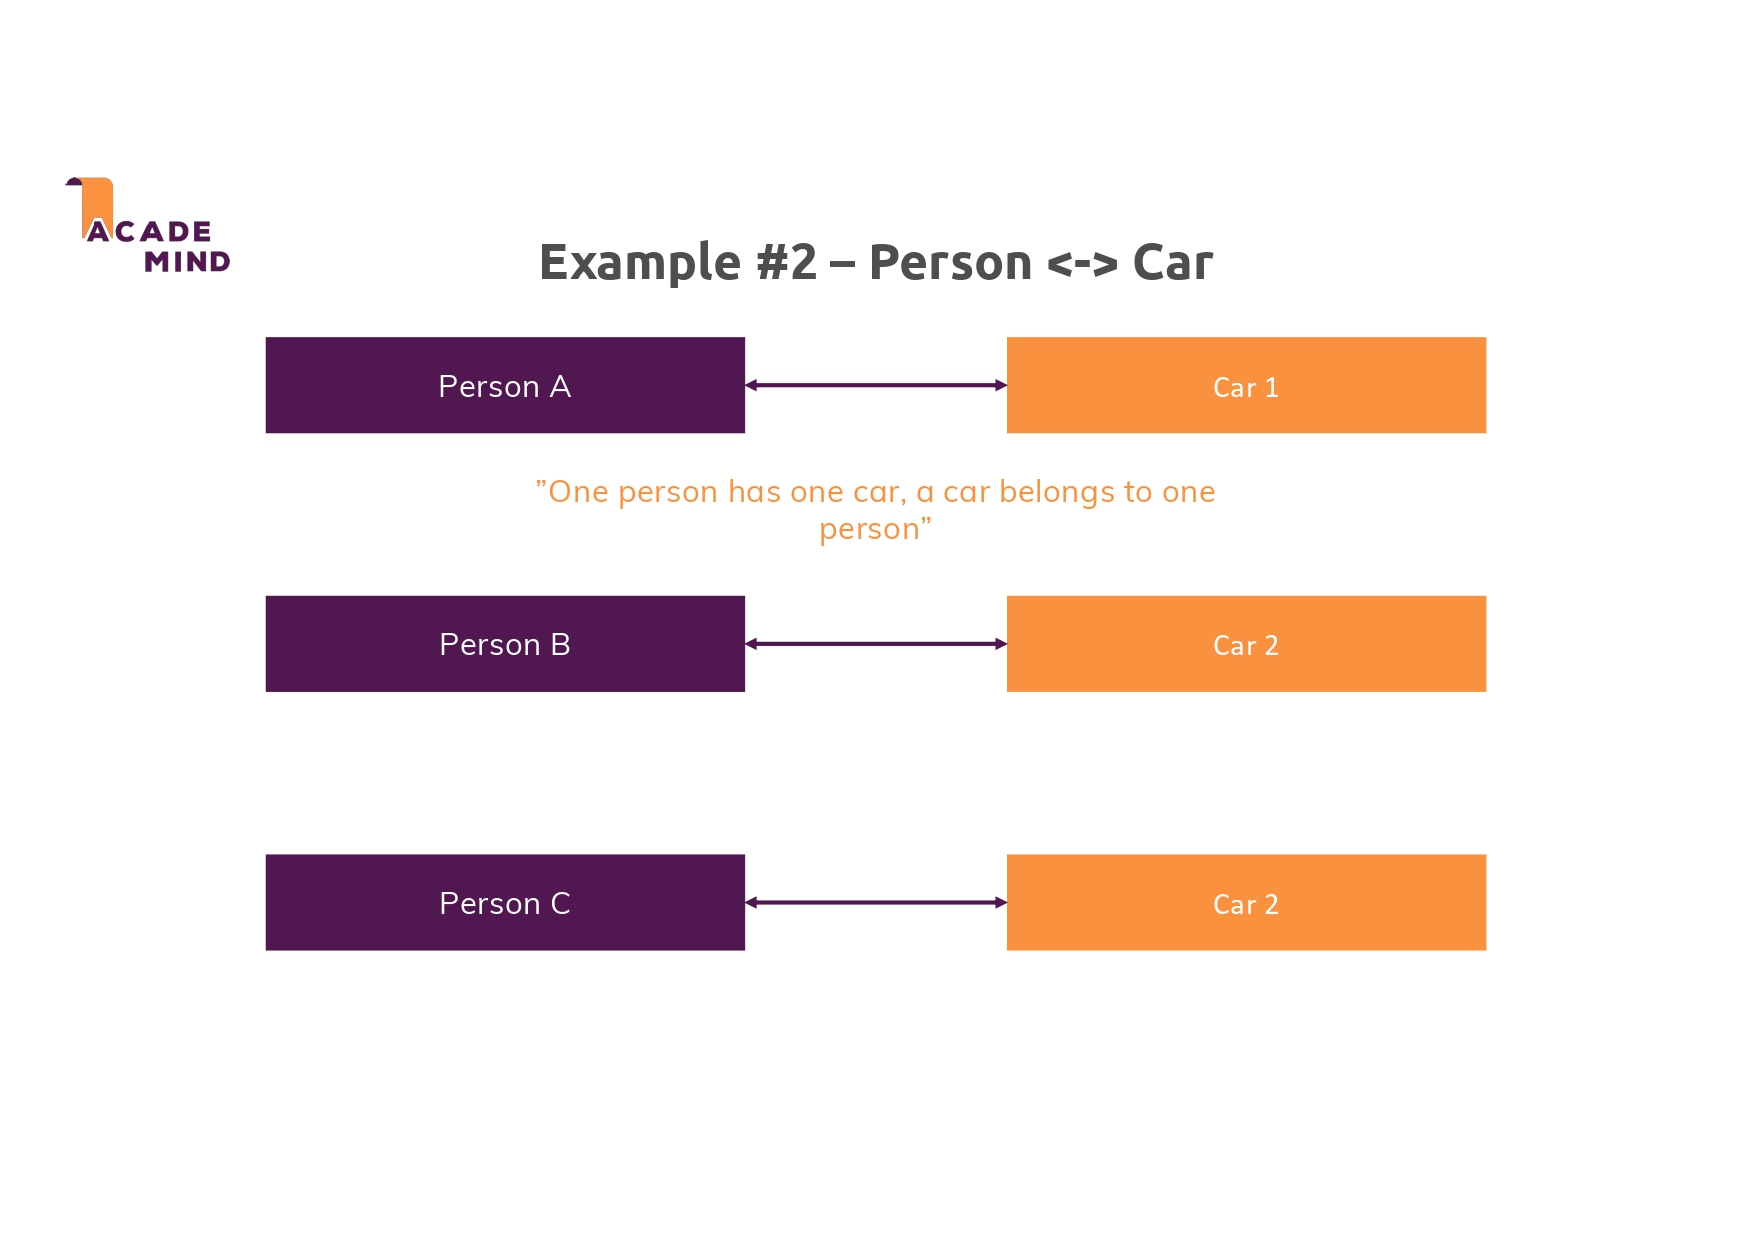 ACADE
MIND
Example #2 – Person <-> Car
Person A
Car 1
”One person has one car, a car belongs to one
person”
Person B
Car 2
Person C
Car 2